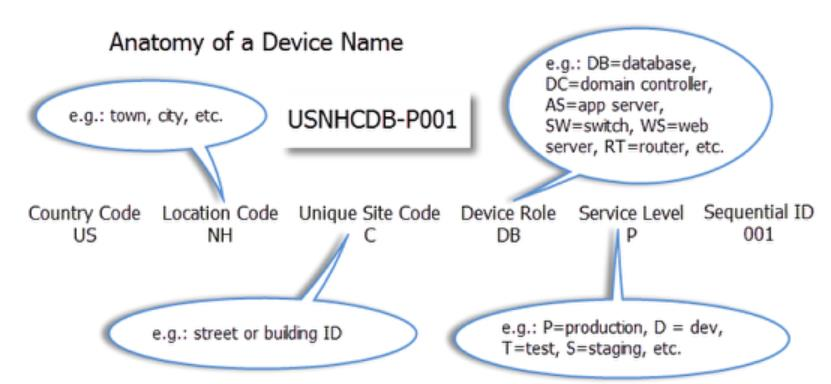 Anatomy of a Device Name
e.g.: town, city, etc.
USNHCDB-P001
e.g.: DB=database,
DC=domain controller,
AS=app server,
SW=switch, WS=web
server, RT=router, etc.
Country Code Location Code Unique Site Code Device Role Service Level Sequential ID
US NH C DB P 001
e.g.: street or building ID
e.g.: P=production, D = dev,
T=test, S=staging, etc.